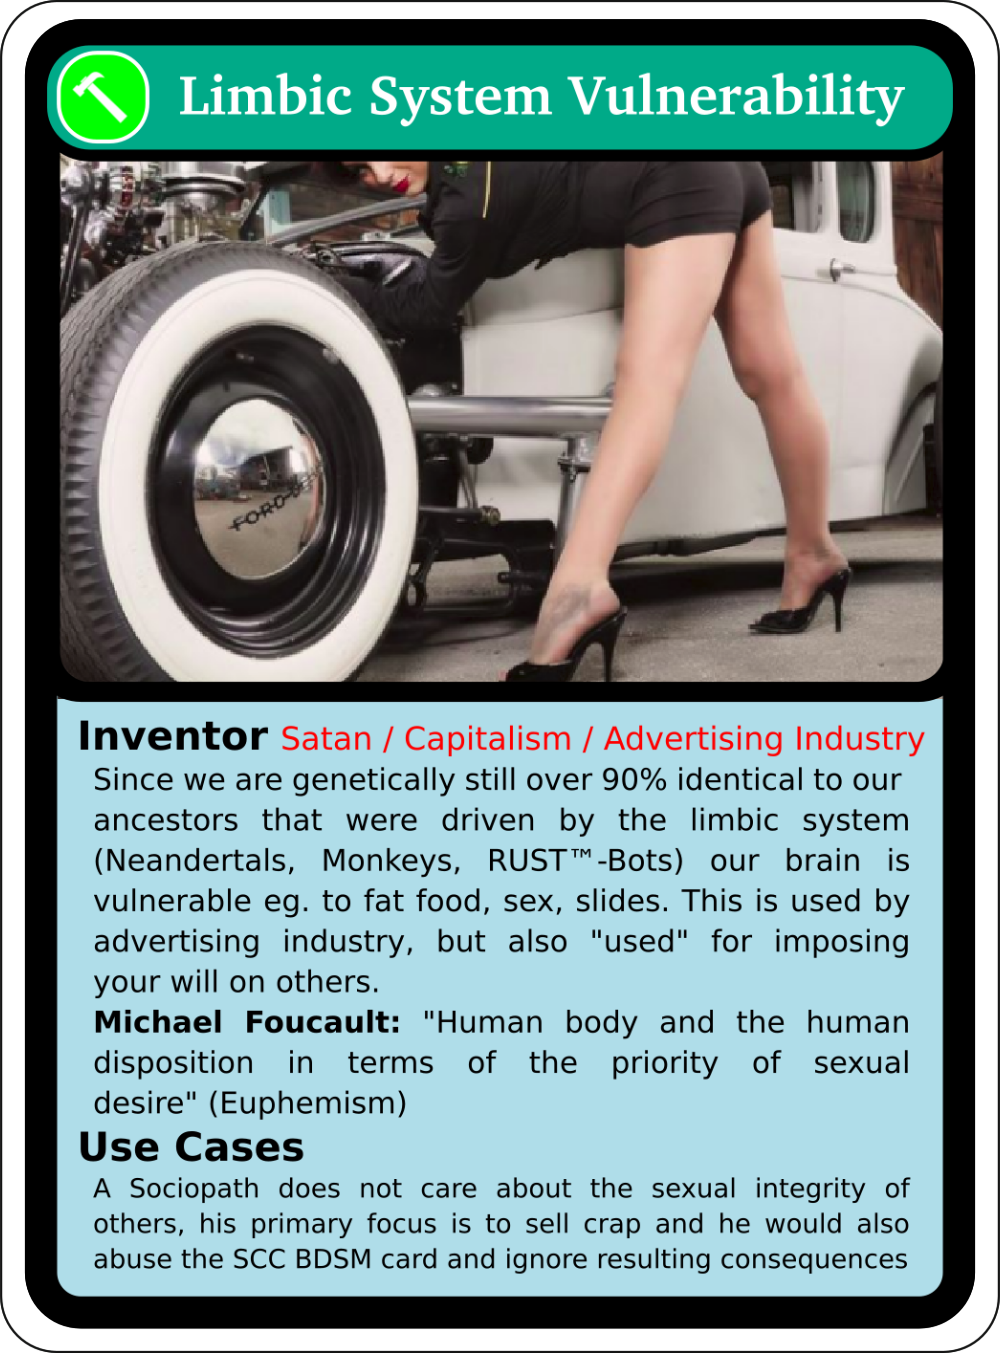 Limbic System Vulnerability
Inventor Satan / Capitalism / Advertising Industry
Since we are genetically still over 90% identical to our
ancestors that were driven by the limbic system
(Neandertals, Monkeys, RUST™-Bots) our brain is
vulnerable eg. to fat food, sex, slides. This is used by
advertising industry, but also "used" for imposing
your will on others.
Michael Foucault: "Human body and the human
disposition in terms of the priority of sexual
desire" (Euphemism)
Use Cases
A Sociopath does not care about the sexual integrity of
others, his primary focus is to sell crap and he would also
abuse the SCC BDSM card and ignore resulting consequences